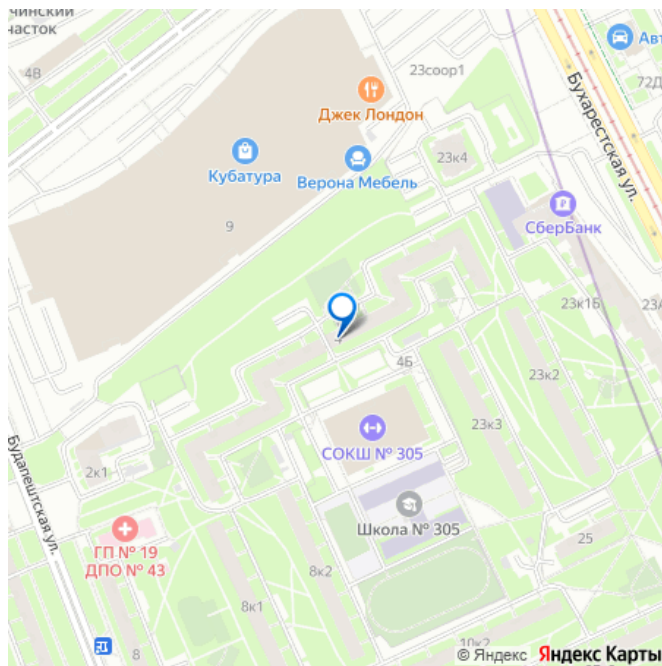 чинский
насток
4В
23соор1
Авт
72Д
Бухарестская ул.
Джек Лондон
23к4
Кубатура
Верона Мебель
СберБанк
9
23к1Б
23А
4Б
23к2
23к3
СОКШ № 305
2к1
Будапештская ул.
ГП № 19
ДПО № 43
Школа № 305
25
8к2
8к1
8
10к2
© Яндекс Яндекс Карты